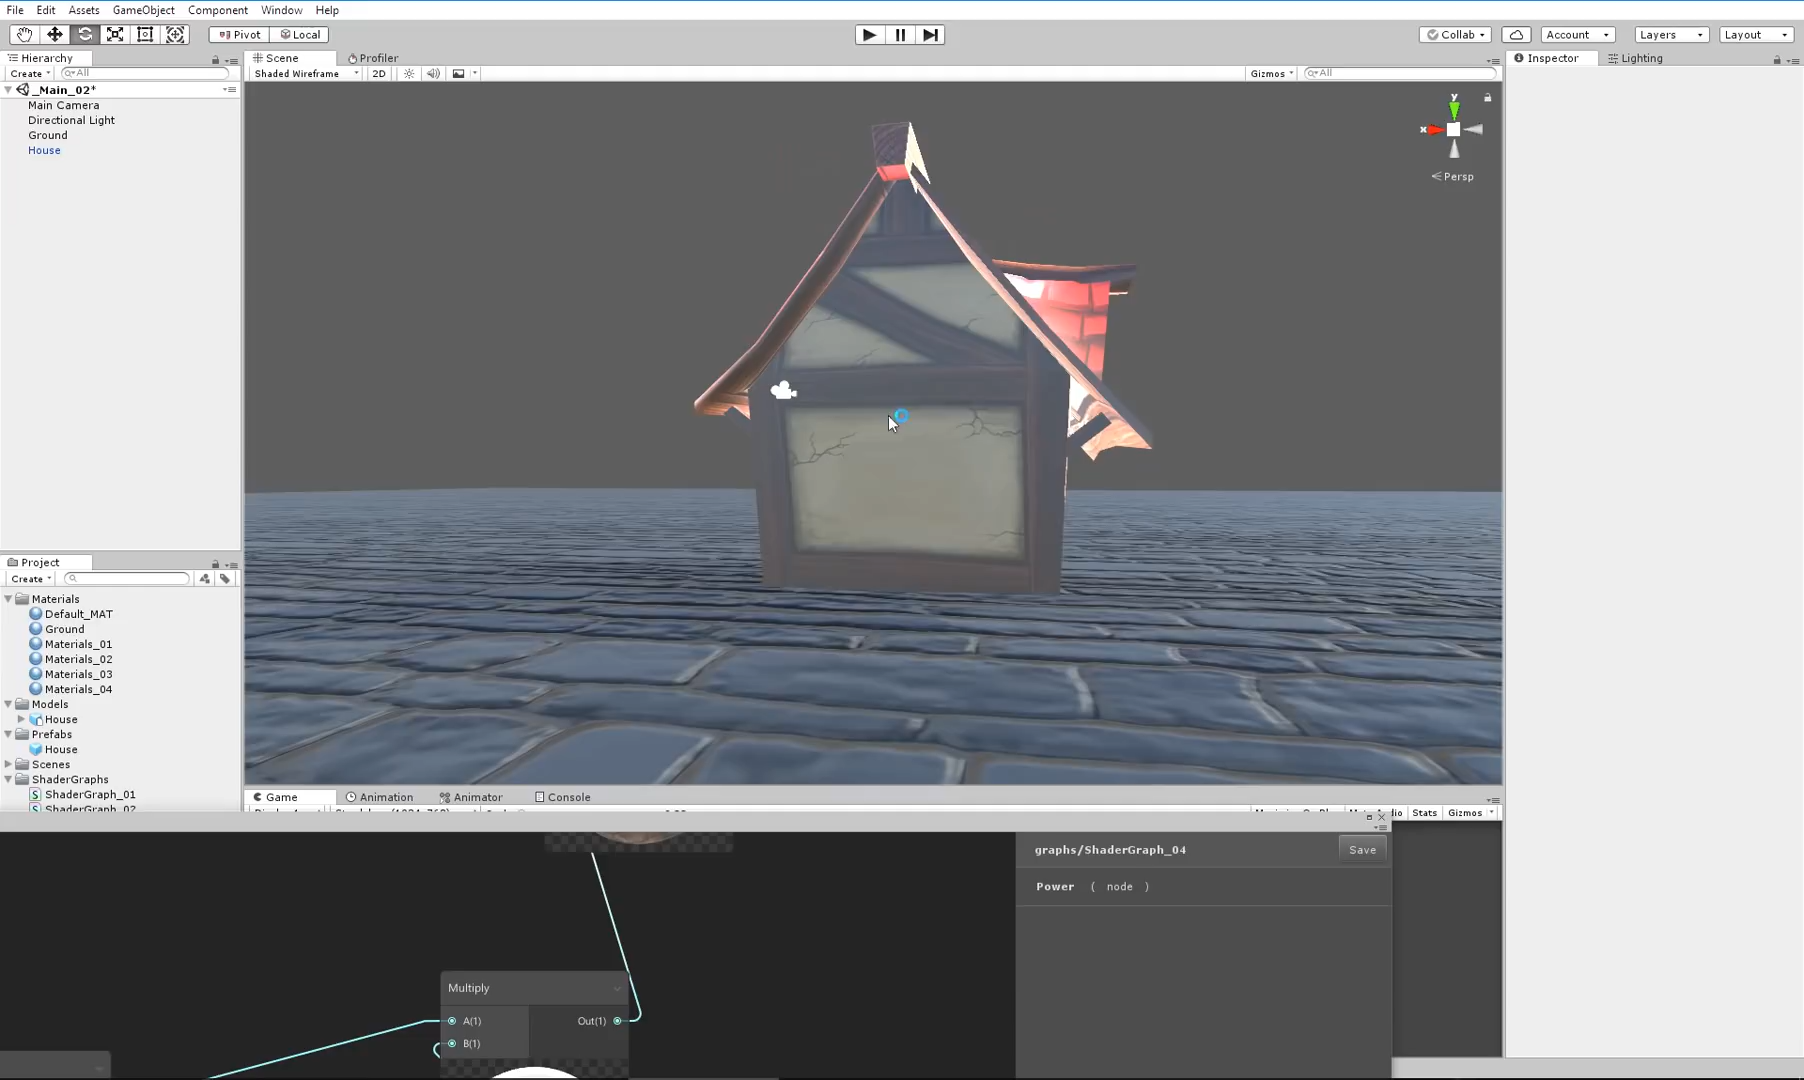 File Edit Assets GameObject Component Window Help
Pivot Local Collab Account Layers Layout
Hierarchy Scene Profiler Inspector Lighting
Create All Shaded Wireframe 2D Gizmos All
_Main_02*
Main Camera
Directional Light
Ground
House
y
x
Persp
Project
Create
Materials
Default_MAT
Ground
Materials_01
Materials_02
Materials_03
Materials_04
Models
House
Prefabs
House
Scenes
ShaderGraphs
ShaderGraph_01
ShaderGraph_02
Game Animation Animator Console
Stats Gizmos
graphs/ShaderGraph_04 Save
Power ( node )
Multiply
A(1) Out(1)
B(1)